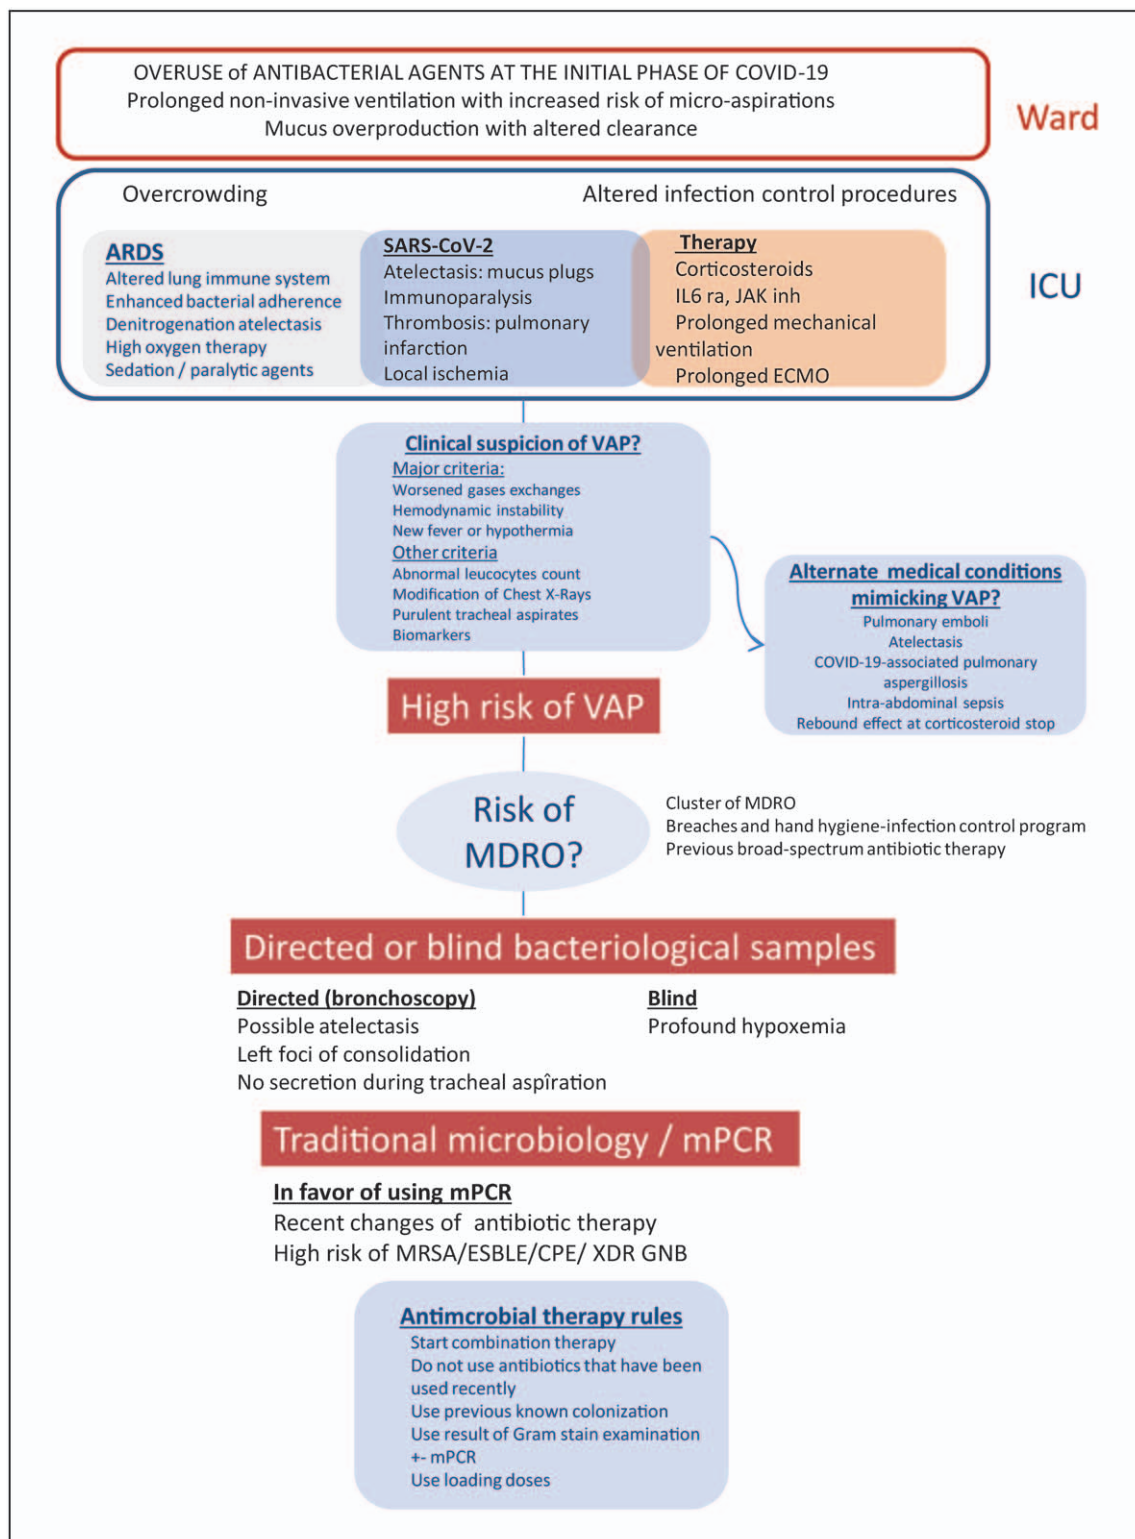 OVERUSE of ANTIBACTERIAL AGENTS AT THE INITIAL PHASE OF COVID-19
Prolonged non-invasive ventilation with increased risk of micro-aspirations
Mucus overproduction with altered clearance
Ward
Overcrowding
Altered infection control procedures
ICU
ARDS
Altered lung immune system
Enhanced bacterial adherence
Denitrogenation atelectasis
High oxygen therapy
Sedation / paralytic agents
SARS-CoV-2
Atelectasis: mucus plugs
Immunoparalysis
Thrombosis: pulmonary
infarction
Local ischemia
Therapy
Corticosteroids
IL6 ra, JAK inh
Prolonged mechanical
ventilation
Prolonged ECMO
Clinical suspicion of VAP?
Major criteria:
Worsened gases exchanges
Hemodynamic instability
New fever or hypothermia
Other criteria
Abnormal leucocytes count
Modification of Chest X-Rays
Purulent tracheal aspirates
Biomarkers
Alternate medical conditions
mimicking VAP?
Pulmonary emboli
Atelectasis
COVID-19-associated pulmonary
aspergillosis
Intra-abdominal sepsis
Rebound effect at corticosteroid stop
High risk of VAP
Risk of
MDRO?
Cluster of MDRO
Breaches and hand hygiene-infection control program
Previous broad-spectrum antibiotic therapy
Directed or blind bacteriological samples
Directed (bronchoscopy)
Possible atelectasis
Left foci of consolidation
No secretion during tracheal aspîration
Blind
Profound hypoxemia
Traditional microbiology / mPCR
In favor of using mPCR
Recent changes of antibiotic therapy
High risk of MRSA/ESBLE/CPE/ XDR GNB
Antimcrobial therapy rules
Start combination therapy
Do not use antibiotics that have been
used recently
Use previous known colonization
Use result of Gram stain examination
+- mPCR
Use loading doses